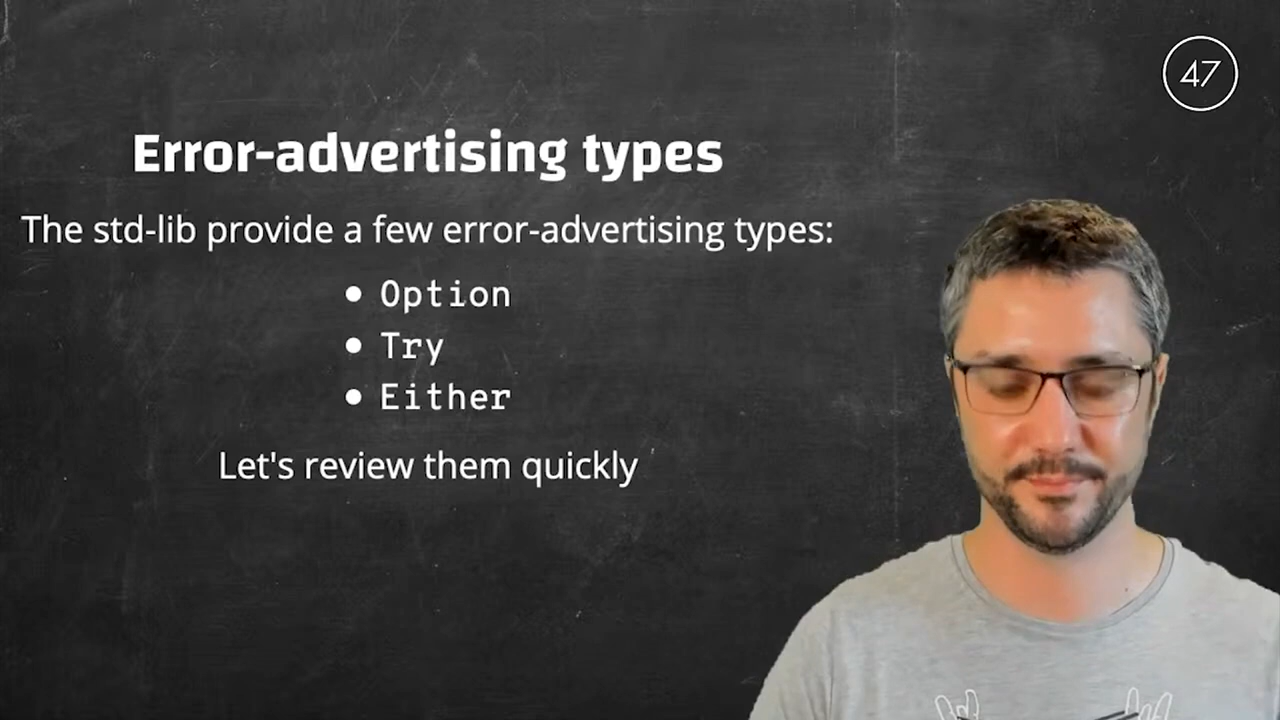 47
Error-advertising types
The std-lib provide a few error-advertising types:
• Option
• Try
• Either
Let's review them quickly